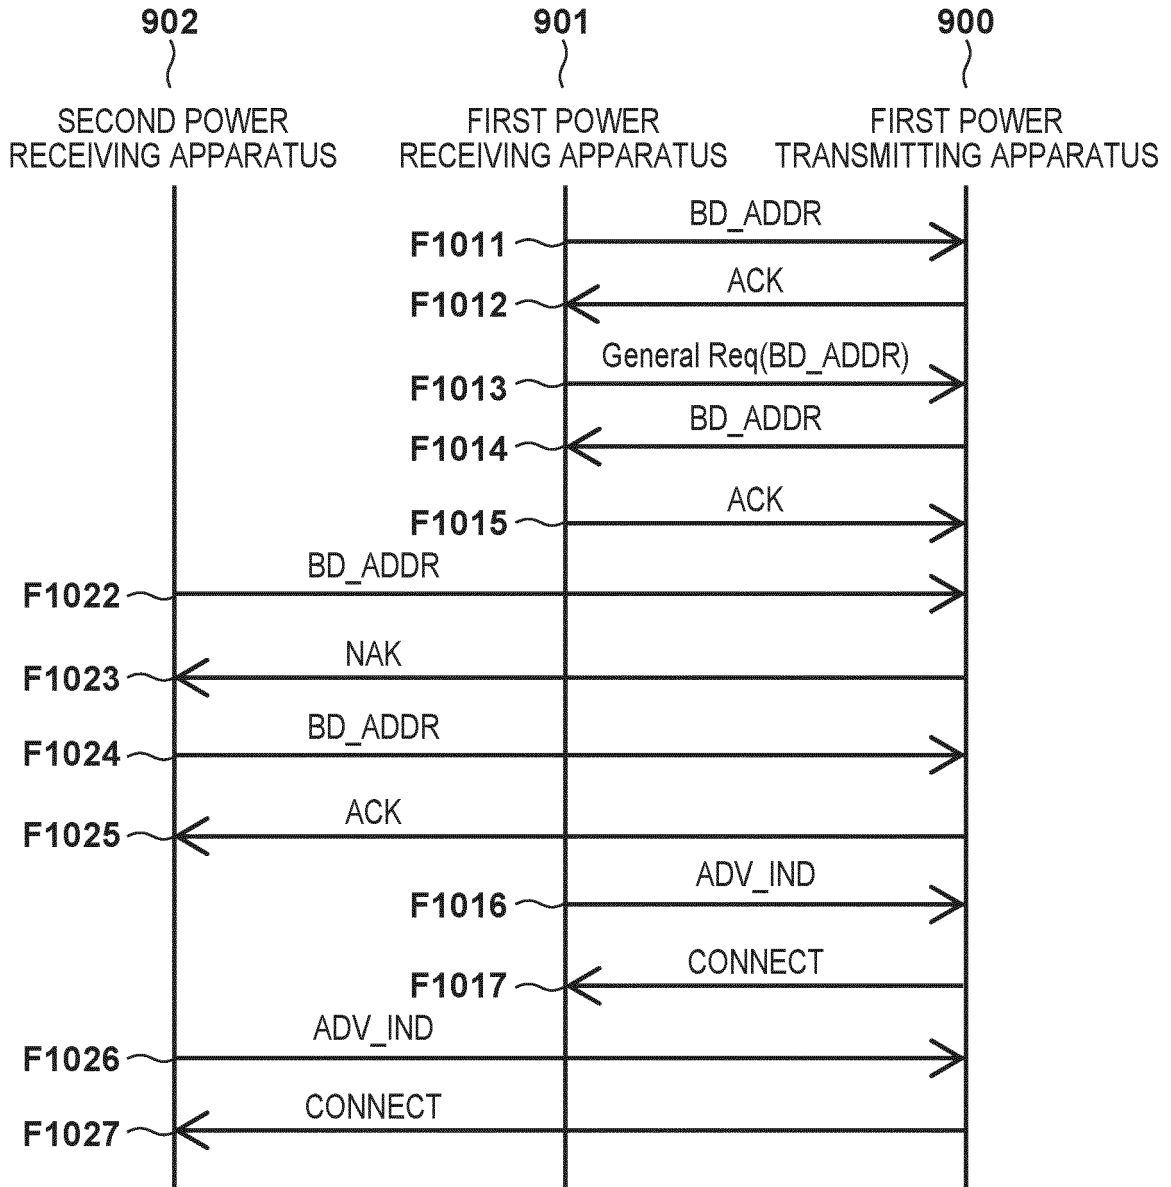 902
901
900
SECOND POWER
RECEIVING APPARATUS
FIRST POWER
RECEIVING APPARATUS
FIRST POWER
TRANSMITTING APPARATUS
BD_ADDR
F1011
ACK
F1012
General Req(BD_ADDR)
F1013
BD_ADDR
F1014
ACK
F1015
BD_ADDR
F1022
NAK
F1023
BD_ADDR
F1024
ACK
F1025
ADV_IND
F1016
CONNECT
F1017
ADV_IND
F1026
CONNECT
F1027